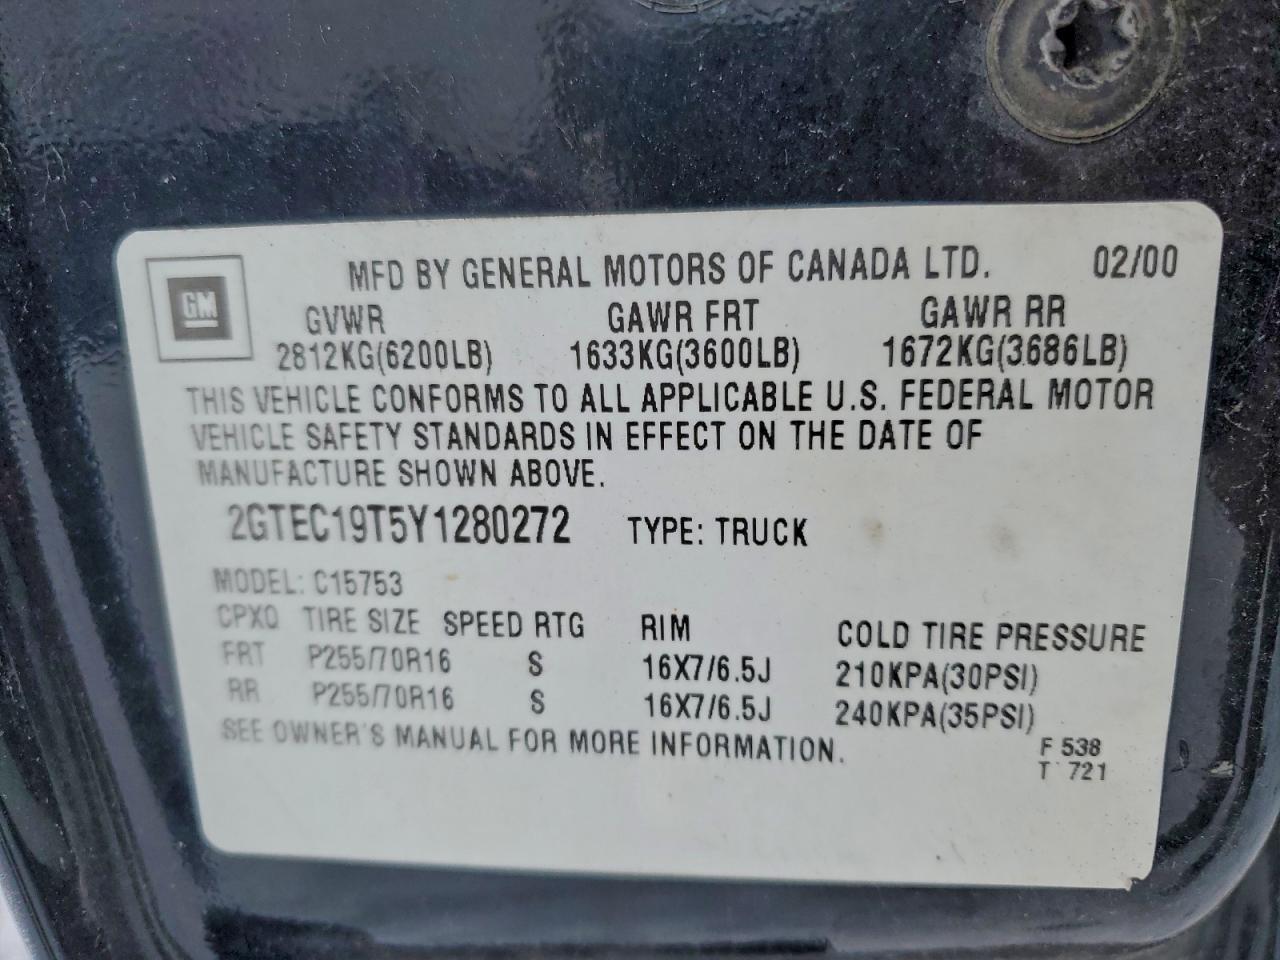 GM
MFD BY GENERAL MOTORS OF CANADA LTD. 02/00
GVWR GAWR FRT GAWR RR
2812KG(6200LB) 1633KG(3600LB) 1672KG(3686LB)
THIS VEHICLE CONFORMS TO ALL APPLICABLE U.S. FEDERAL MOTOR
VEHICLE SAFETY STANDARDS IN EFFECT ON THE DATE OF
MANUFACTURE SHOWN ABOVE.
2GTEC19T5Y1280272 TYPE: TRUCK
MODEL: C15753
CPXO TIRE SIZE SPEED RTG RIM COLD TIRE PRESSURE
FRT P255/70R16 S 16X7/6.5J 210KPA(30PSI)
RR P255/70R16 S 16X7/6.5J 240KPA(35PSI)
SEE OWNER'S MANUAL FOR MORE INFORMATION.
F 538
T 721